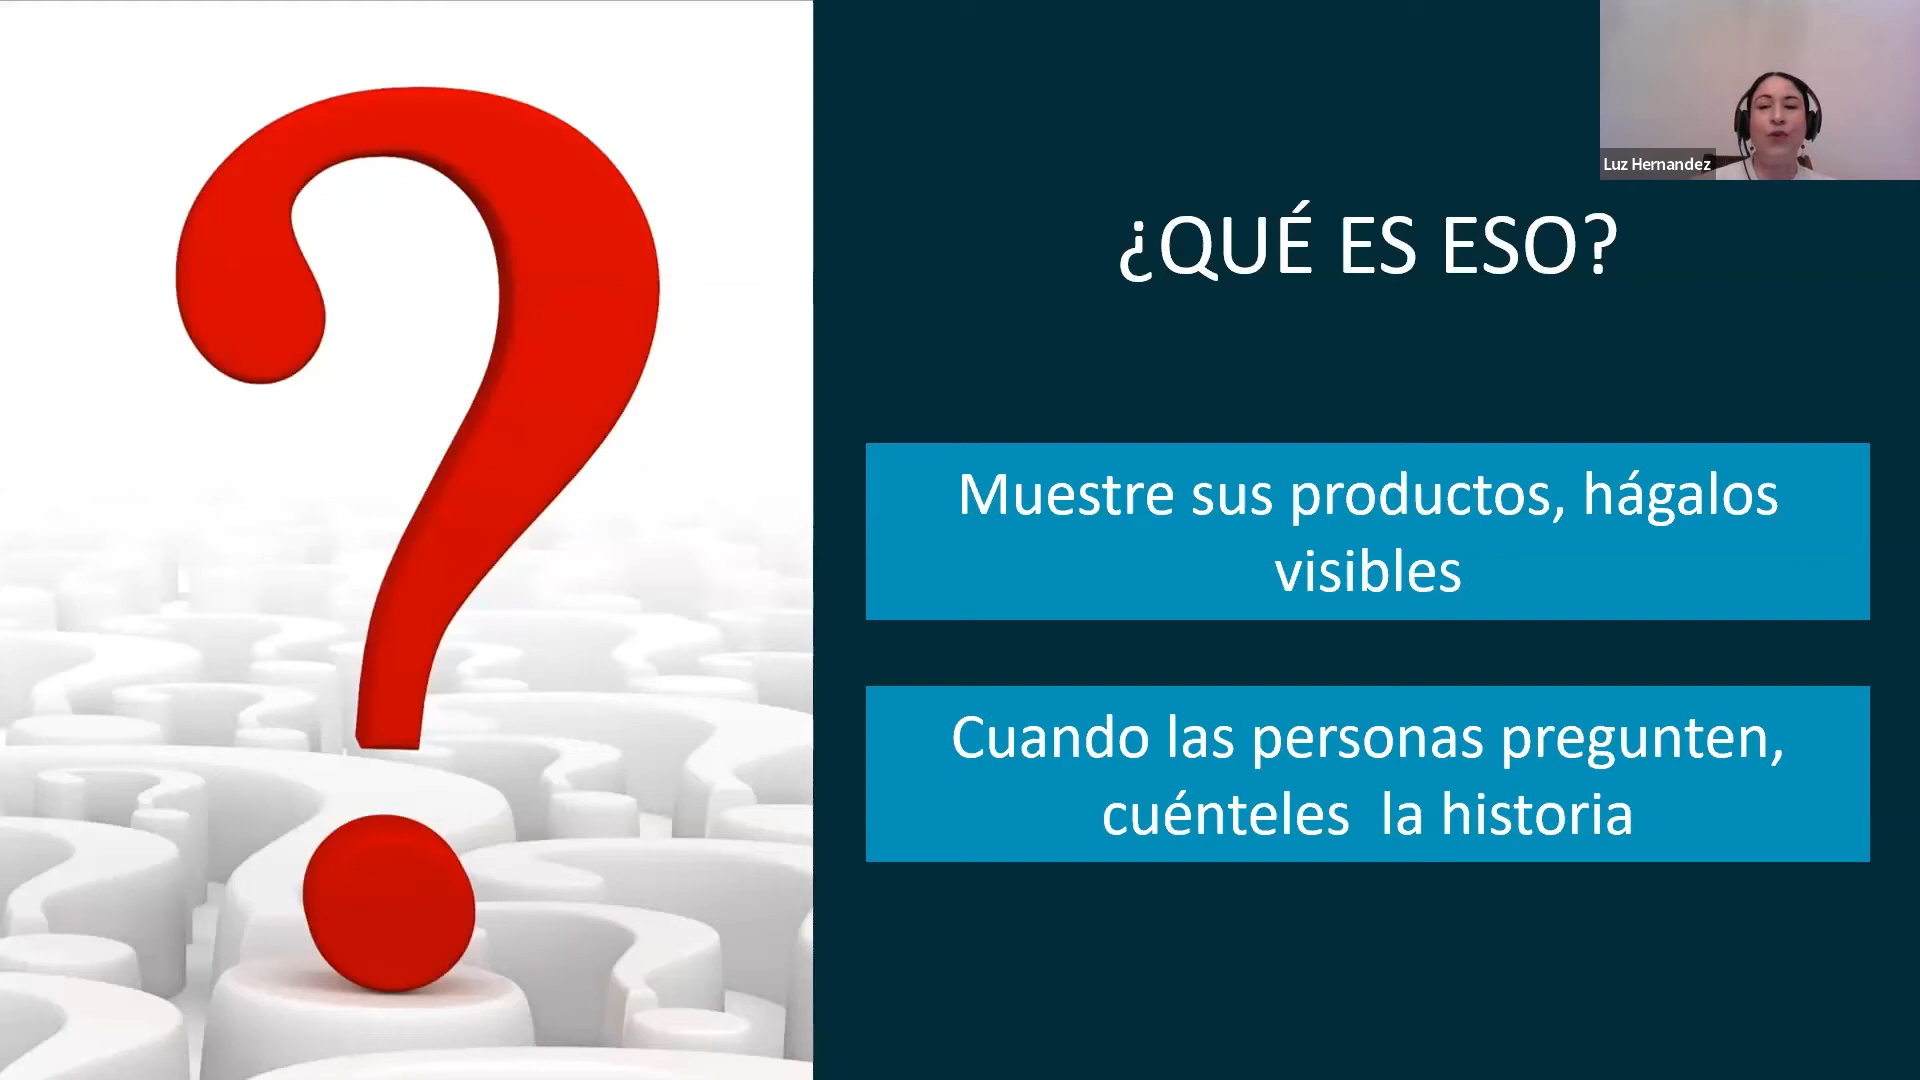 Luz Hernandez
¿QUÉ ES ESO?
Muestre sus productos, hágalos
visibles
Cuando las personas pregunten,
cuénteles  la historia